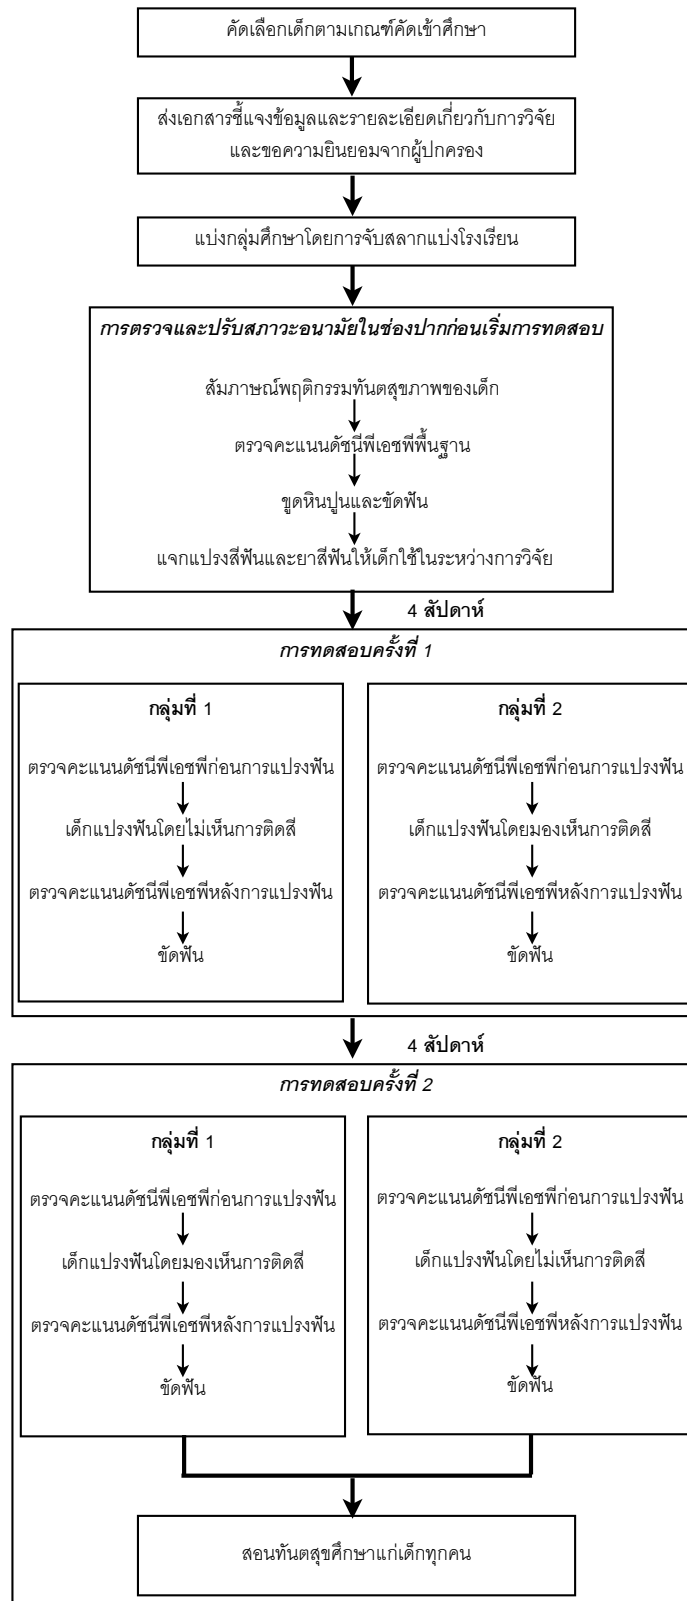 คัดเลือกเด็กตามเกณฑ์คัดเข้าศึกษา
ส่งเอกสารชี้แจงข้อมูลและรายละเอียดเกี่ยวกับการวิจัย
และขอความยินยอมจากผู้ปกครอง
แบ่งกลุ่มศึกษาโดยการจับสลากแบ่งโรงเรียน
การตรวจและปรับสภาวะอนามัยในช่องปากก่อนเริ่มการทดสอบ
สัมภาษณ์พฤติกรรมทันตสุขภาพของเด็ก
ตรวจคะแนนดัชนีพีเอชพีพื้นฐาน
ขูดหินปูนและขัดฟัน
แจกแปรงสีฟันและยาสีฟันให้เด็กใช้ในระหว่างการวิจัย
4 สัปดาห์
การทดสอบครั้งที่ 1
กลุ่มที่ 1
ตรวจคะแนนดัชนีพีเอชพีก่อนการแปรงฟัน
เด็กแปรงฟันโดยไม่เห็นการติดสี
ตรวจคะแนนดัชนีพีเอชพีหลังการแปรงฟัน
ขัดฟัน
กลุ่มที่ 2
ตรวจคะแนนดัชนีพีเอชพีก่อนการแปรงฟัน
เด็กแปรงฟันโดยมองเห็นการติดสี
ตรวจคะแนนดัชนีพีเอชพีหลังการแปรงฟัน
ขัดฟัน
4 สัปดาห์
การทดสอบครั้งที่ 2
กลุ่มที่ 1
ตรวจคะแนนดัชนีพีเอชพีก่อนการแปรงฟัน
เด็กแปรงฟันโดยมองเห็นการติดสี
ตรวจคะแนนดัชนีพีเอชพีหลังการแปรงฟัน
ขัดฟัน
กลุ่มที่ 2
ตรวจคะแนนดัชนีพีเอชพีก่อนการแปรงฟัน
เด็กแปรงฟันโดยไม่เห็นการติดสี
ตรวจคะแนนดัชนีพีเอชพีหลังการแปรงฟัน
ขัดฟัน
สอนทันตสุขศึกษาแก่เด็กทุกคน